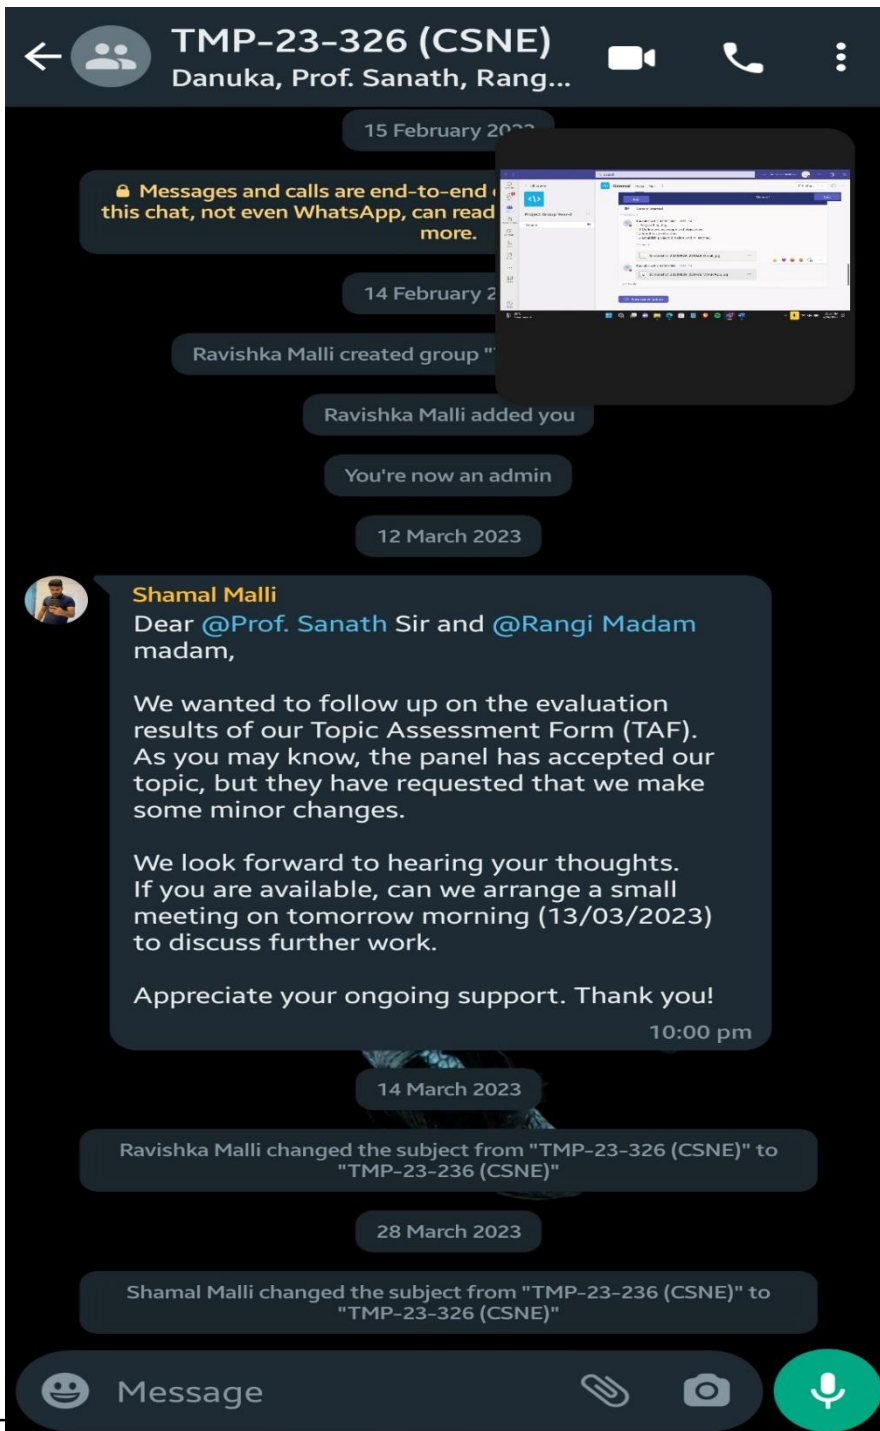 TMP-23-326 (CSNE)
Danuka, Prof. Sanath, Rang...
15 February
Messages and calls are end-to-end
this chat, not even WhatsApp, can read
more.
14 February 2
Ravishka Malli created group "
Ravishka Malli added you
You're now an admin
12 March 2023
Shamal Malli
Dear @Prof. Sanath Sir and @Rangi Madam
madam,
We wanted to follow up on the evaluation
results of our Topic Assessment Form (TAF).
As you may know, the panel has accepted our
topic, but they have requested that we make
some minor changes.
We look forward to hearing your thoughts.
If you are available, can we arrange a small
meeting on tomorrow morning (13/03/2023)
to discuss further work.
Appreciate your ongoing support. Thank you!
10:00 pm
14 March 2023
Ravishka Malli changed the subject from "TMP-23-326 (CSNE)" to
"TMP-23-236 (CSNE)"
28 March 2023
Shamal Malli changed the subject from "TMP-23-236 (CSNE)" to
"TMP-23-326 (CSNE)"
Message